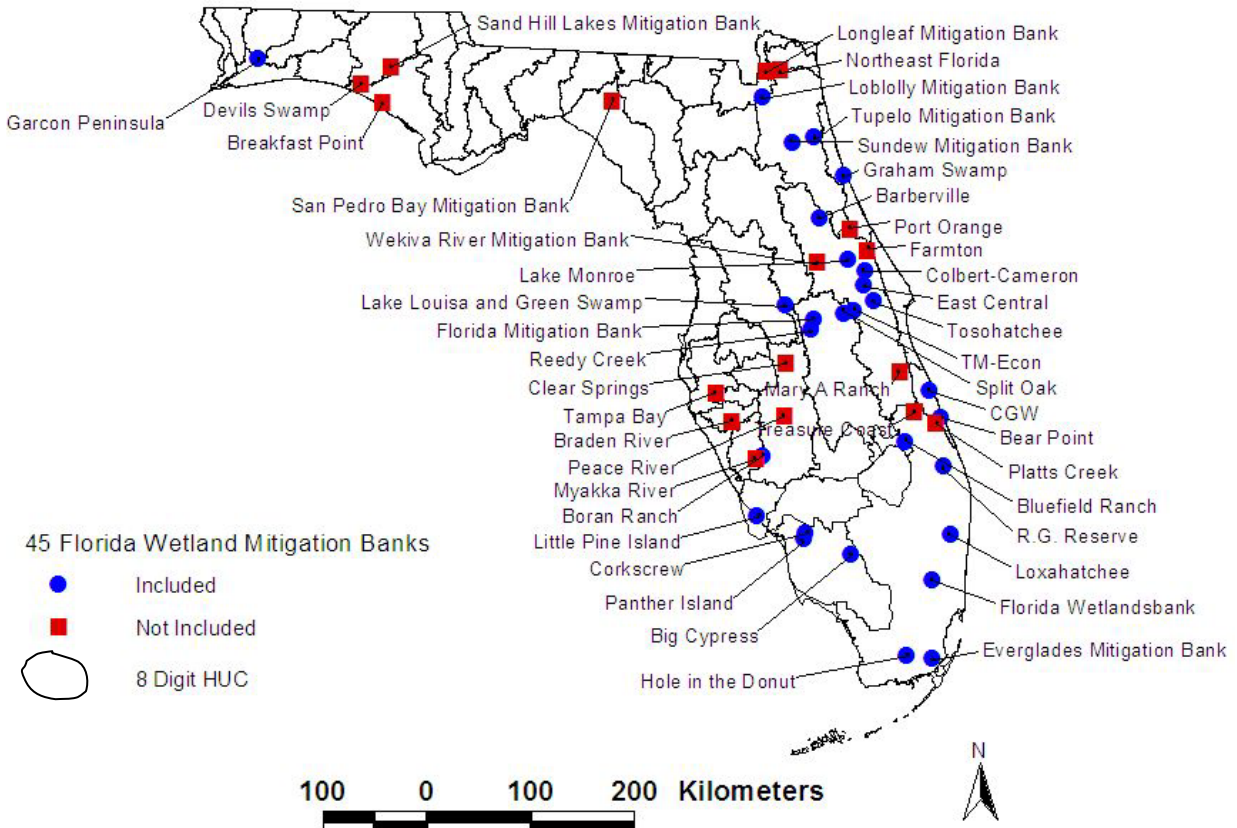 Sand Hill Lakes Mitigation Bank
Longleaf Mitigation Bank
Northeast Florida
Loblolly Mitigation Bank
Devils Swamp
Garcon Peninsula
Breakfast Point
Tupelo Mitigation Bank
Sundew Mitigation Bank
Graham Swamp
Barberville
San Pedro Bay Mitigation Bank
Port Orange
Wekiva River Mitigation Bank
Farmton
Lake Monroe
Colbert-Cameron
Lake Louisa and Green Swamp
East Central
Florida Mitigation Bank
Tosohatchee
Reedy Creek
TM-Econ
Clear Springs
Mary A Ranch
Split Oak
Tampa Bay
CGW
Braden River
Treasure Coast
Bear Point
Peace River
Platts Creek
Myakka River
Bluefield Ranch
Boran Ranch
R.G. Reserve
Little Pine Island
Corkscrew
Loxahatchee
Panther Island
Florida Wetlandsbank
Big Cypress
Everglades Mitigation Bank
Hole in the Donut
45 Florida Wetland Mitigation Banks
Included
Not Included
8 Digit HUC
N
100 0 100 200 Kilometers